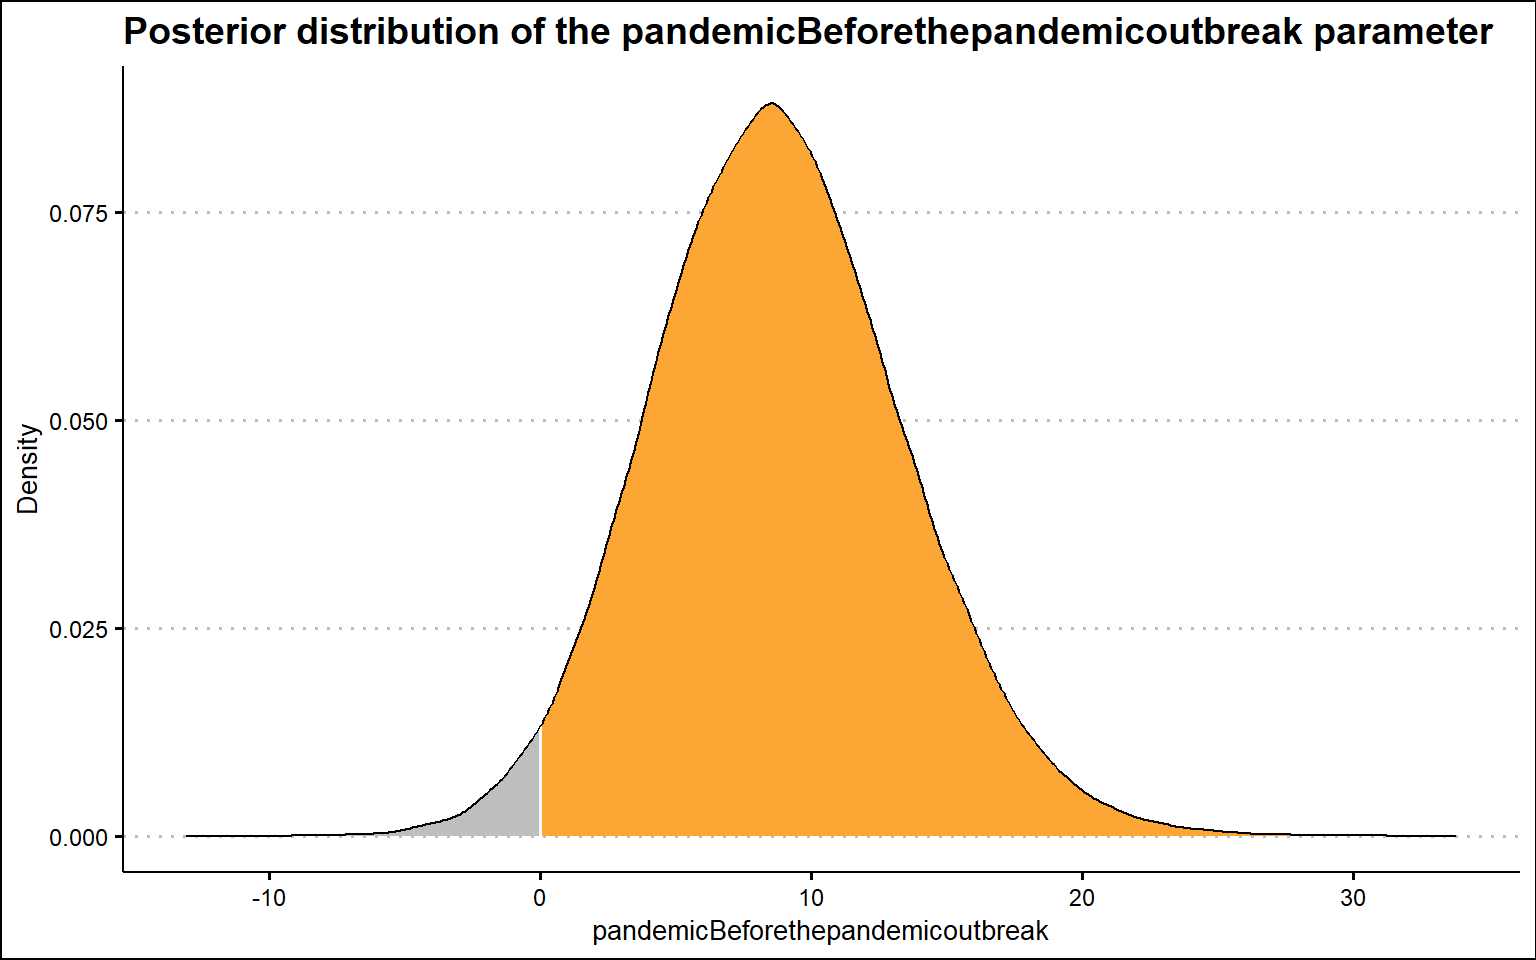 Posterior distribution of the pandemicBeforethepandemicoutbreak parameter
Density
0.075
0.050
0.025
0.000
-10 0 10 20 30
pandemicBeforethepandemicoutbreak